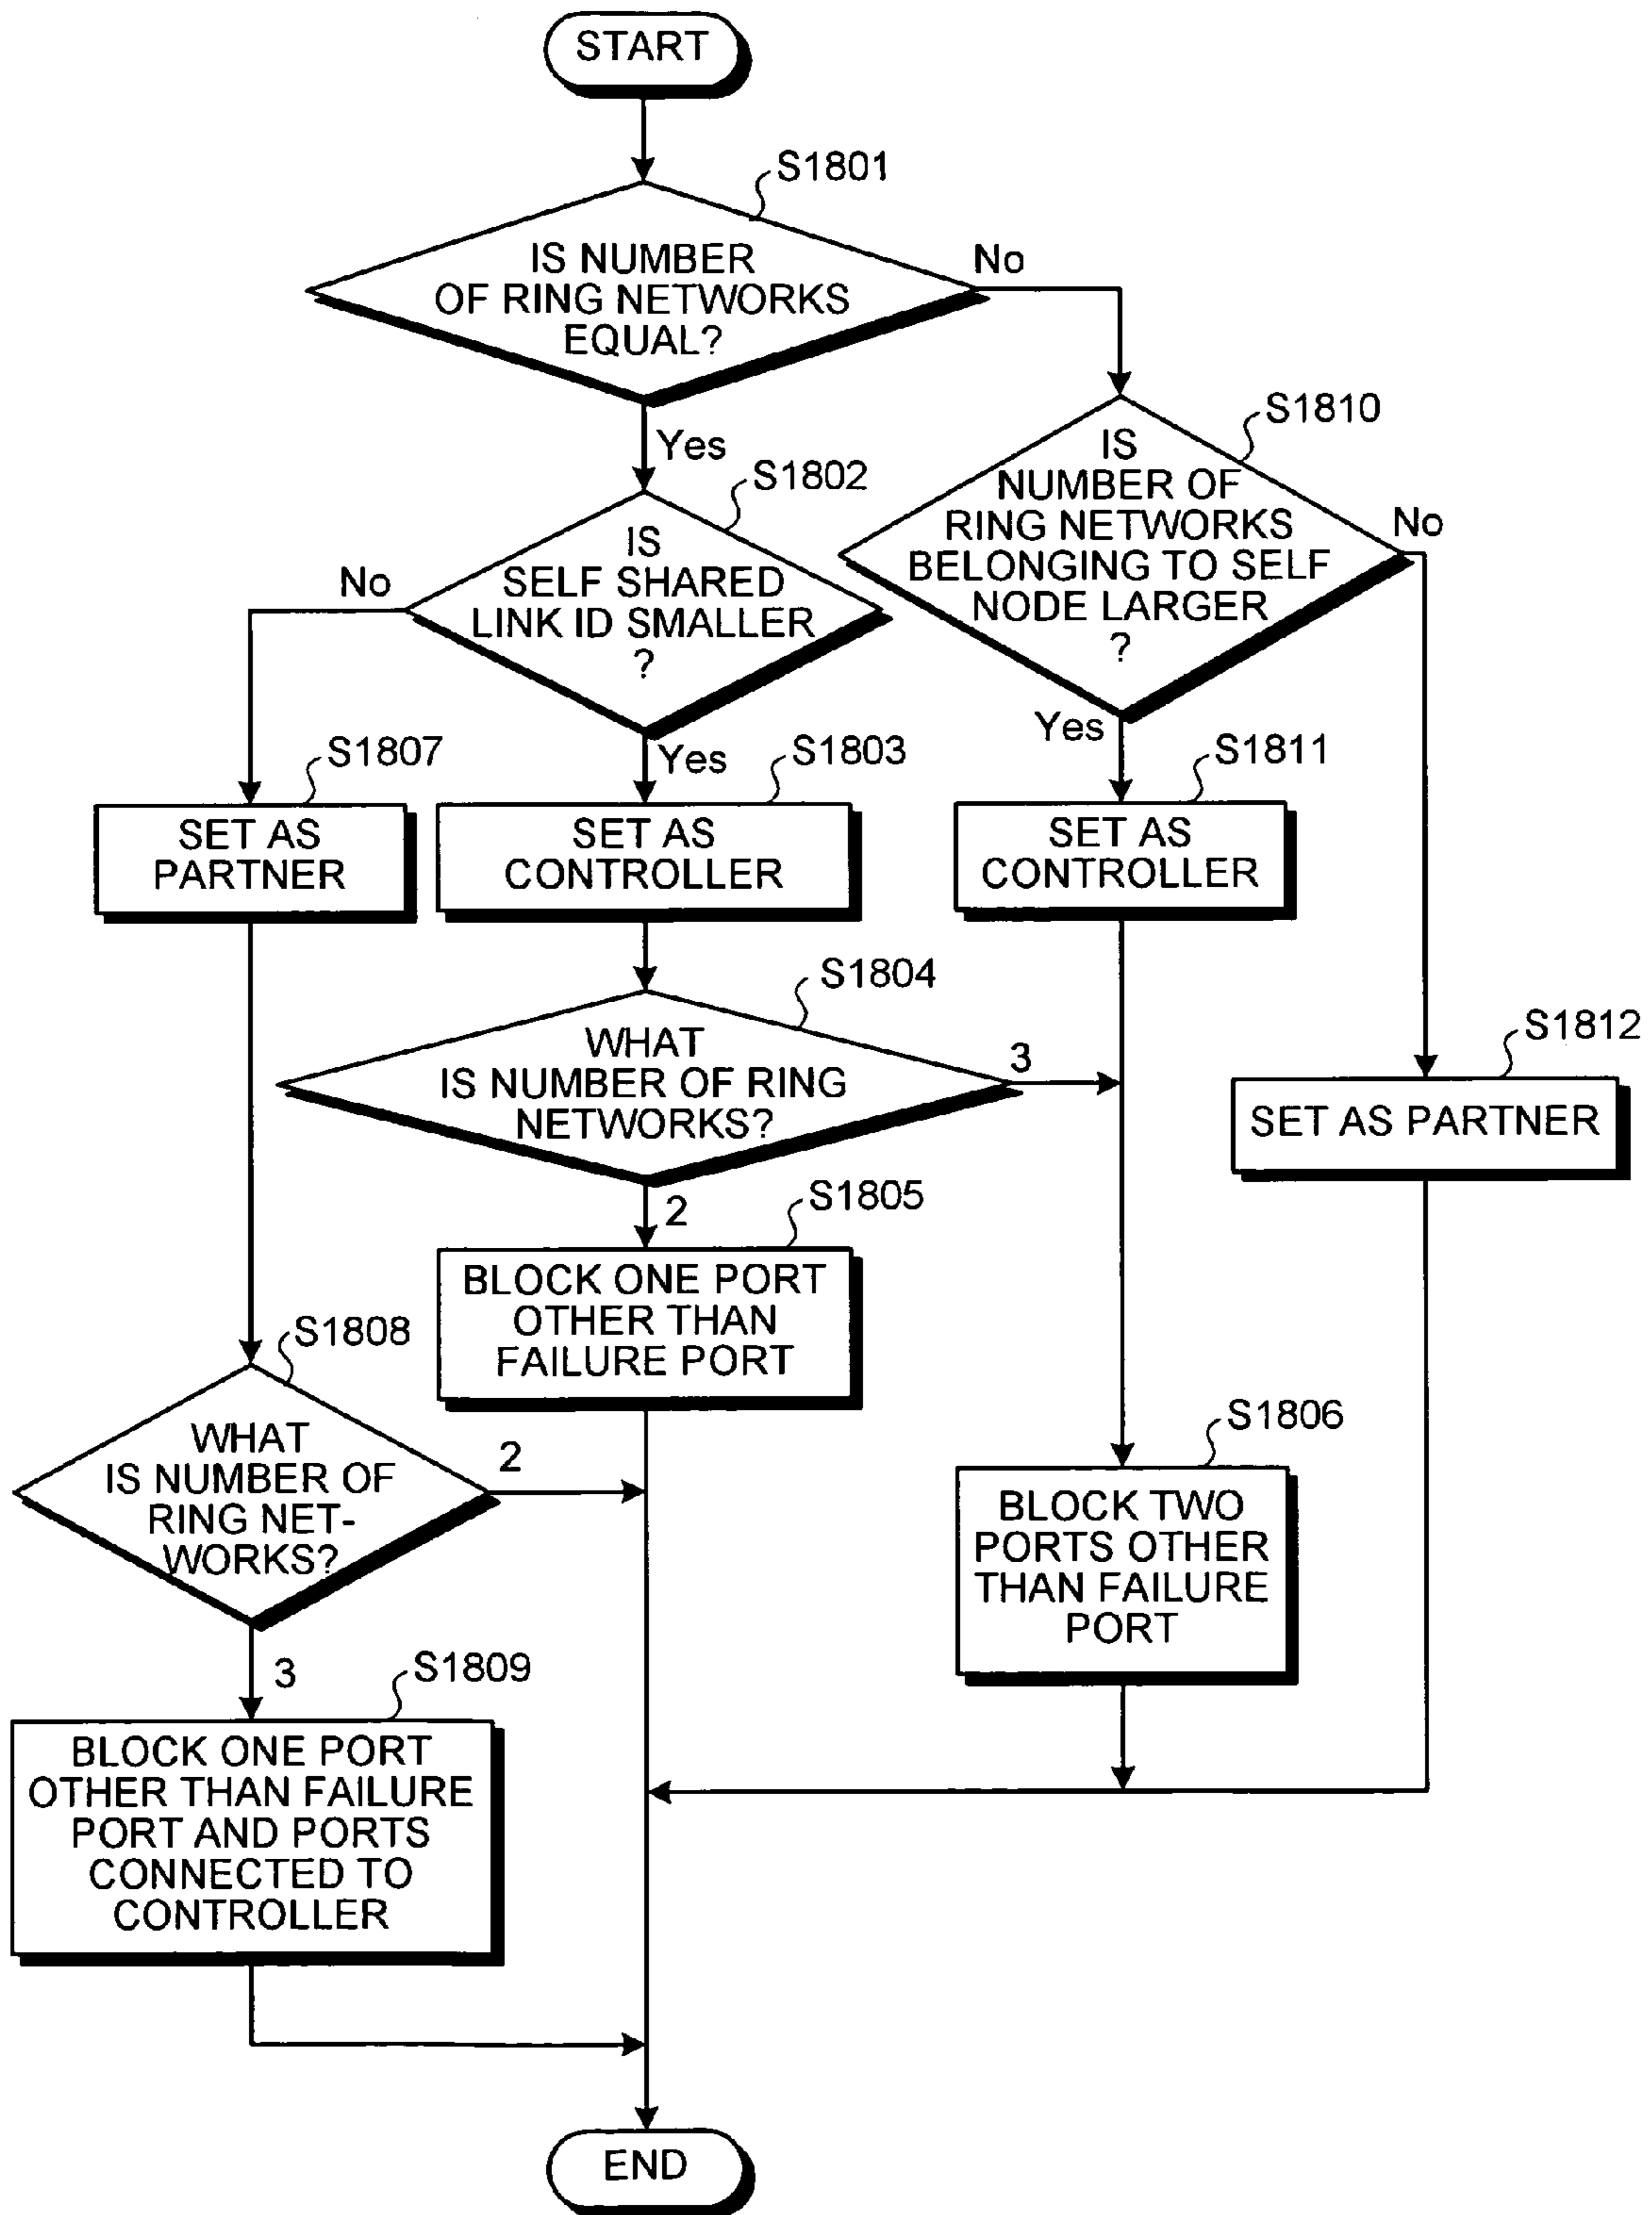 START
S1801
IS NUMBER
OF RING NETWORKS
EQUAL?
No
Yes
S1810
IS
NUMBER OF
RING NETWORKS
BELONGING TO SELF
NODE LARGER
?
No
Yes
S1802
IS
SELF SHARED
LINK ID SMALLER
?
No
Yes
S1807
SET AS
PARTNER
S1803
SET AS
CONTROLLER
S1811
SET AS
CONTROLLER
S1804
WHAT
IS NUMBER OF RING
NETWORKS?
3
2
S1812
SET AS PARTNER
S1805
BLOCK ONE PORT
OTHER THAN
FAILURE PORT
S1808
WHAT
IS NUMBER OF
RING NET-
WORKS?
2
3
S1806
BLOCK TWO
PORTS OTHER
THAN FAILURE
PORT
S1809
BLOCK ONE PORT
OTHER THAN FAILURE
PORT AND PORTS
CONNECTED TO
CONTROLLER
END